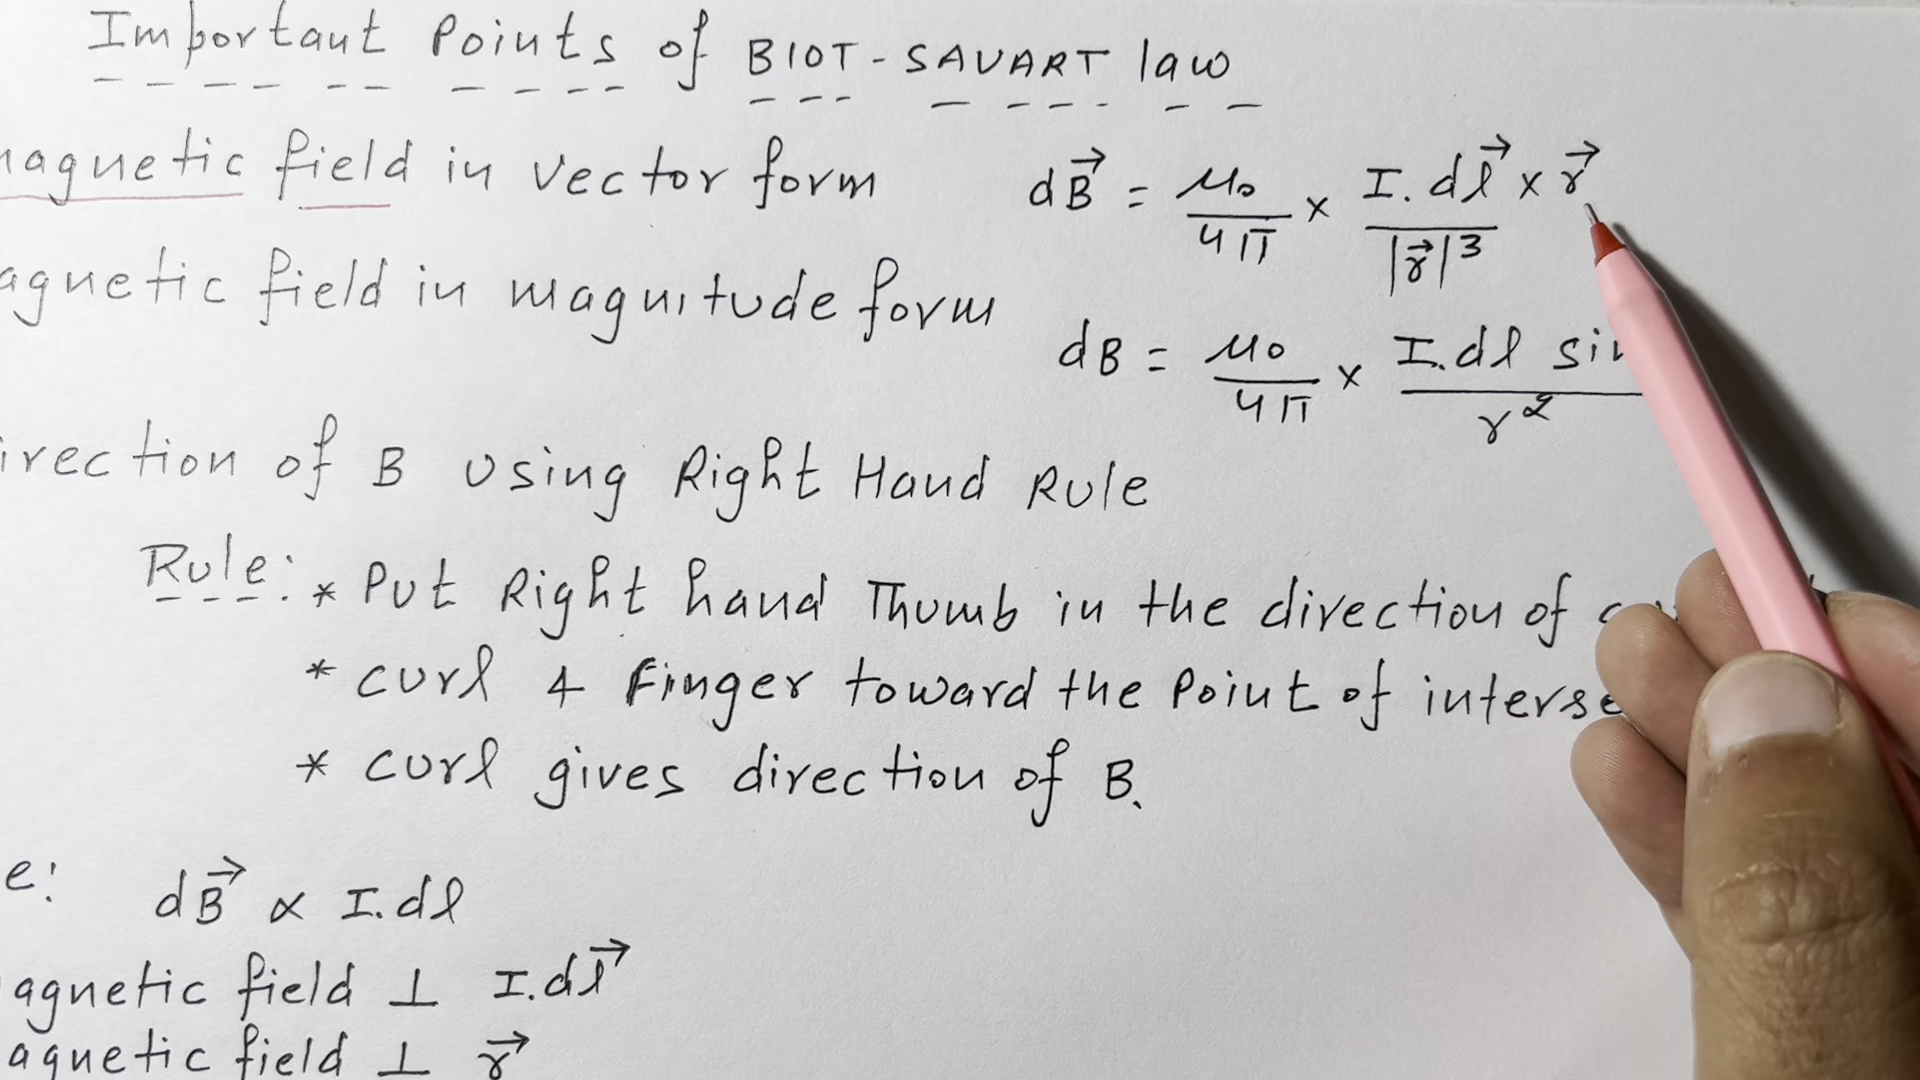 Important Points of BIOT-SAVART law
magnetic field in vector form dB⃗ = μ₀/4π × I.dl⃗ × r⃗/|r⃗|³
agnetic field in magnitude form dB = μ₀/4π × I.dl sin/r²
irection of B using Right Hand Rule
Rule: * Put Right hand Thumb in the direction of
* curl 4 finger toward the Point of interse
* curl gives direction of B.
e: dB⃗ ∝ I.dl
agnetic field ⊥ I.dl⃗
agnetic field ⊥ r⃗